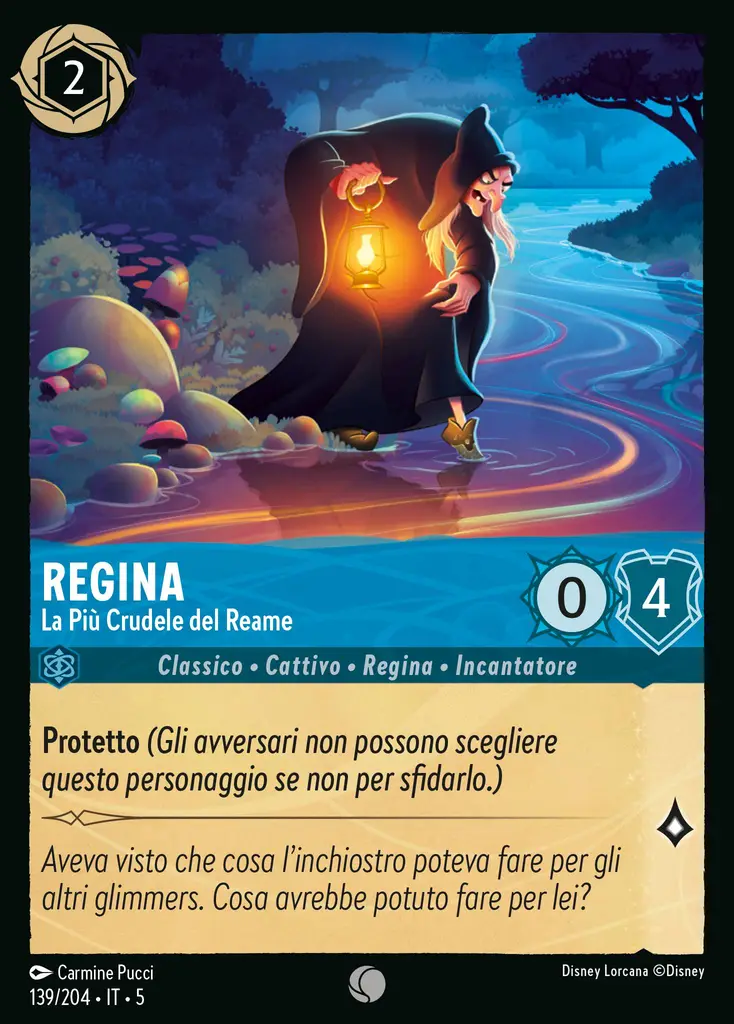 2
REGINA
La Più Crudele del Reame
0
4
Classico • Cattivo • Regina • Incantatore
Protetto (Gli avversari non possono scegliere
questo personaggio se non per sfidarlo.)
Aveva visto che cosa l'inchiostro poteva fare per gli
altri glimmers. Cosa avrebbe potuto fare per lei?
Carmine Pucci
Disney Lorcana ©Disney
139/204 • IT • 5